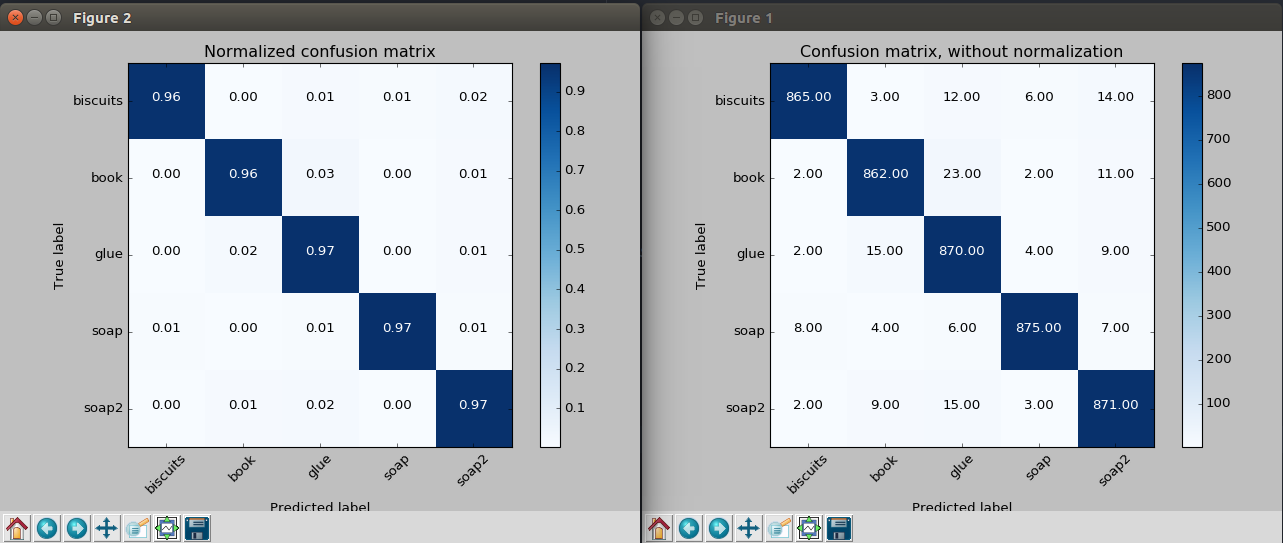 Figure 2
Normalized confusion matrix
biscuits 0.96 0.00 0.01 0.01 0.02
book 0.00 0.96 0.03 0.00 0.01
glue 0.00 0.02 0.97 0.00 0.01
soap 0.01 0.00 0.01 0.97 0.01
soap2 0.00 0.01 0.02 0.00 0.97
True label
biscuits book glue soap soap2
Predicted label
0.9
0.8
0.7
0.6
0.5
0.4
0.3
0.2
0.1
Figure 1
Confusion matrix, without normalization
biscuits 865.00 3.00 12.00 6.00 14.00
book 2.00 862.00 23.00 2.00 11.00
glue 2.00 15.00 870.00 4.00 9.00
soap 8.00 4.00 6.00 875.00 7.00
soap2 2.00 9.00 15.00 3.00 871.00
True label
biscuits book glue soap soap2
Predicted label
800
700
600
500
400
300
200
100